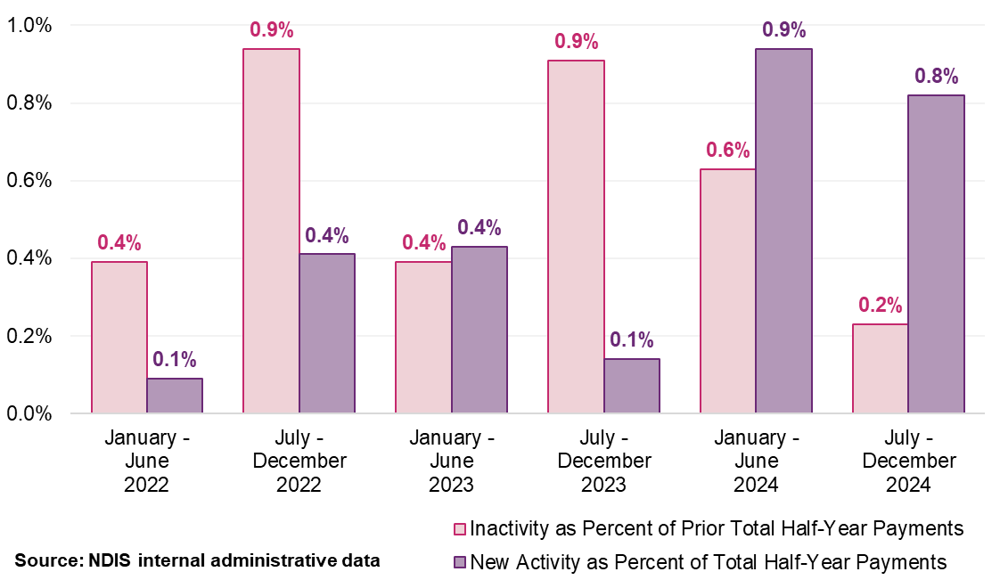 1.0%
0.8%
0.6%
0.4%
0.2%
0.0%
0.4%
0.1%
0.9%
0.4%
0.4%
0.4%
0.9%
0.1%
0.6%
0.9%
0.2%
0.8%
January -
June
2022
July -
December
2022
January -
June
2023
July -
December
2023
January -
June
2024
July -
December
2024
Inactivity as Percent of Prior Total Half-Year Payments
New Activity as Percent of Total Half-Year Payments
Source: NDIS internal administrative data